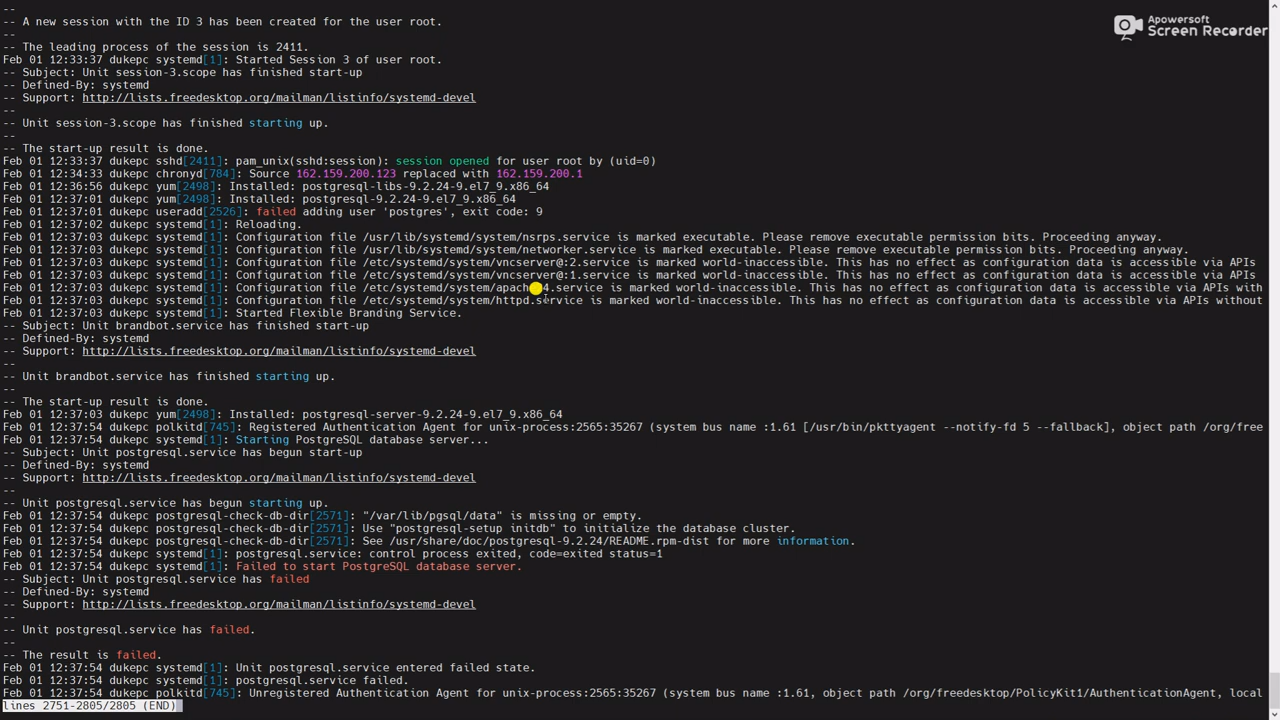 --
-- A new session with the ID 3 has been created for the user root.
--
-- The leading process of the session is 2411.
Feb 01 12:33:37 dukepc systemd[1]: Started Session 3 of user root.
-- Subject: Unit session-3.scope has finished start-up
-- Defined-By: systemd
-- Support: http://lists.freedesktop.org/mailman/listinfo/systemd-devel
--
-- Unit session-3.scope has finished starting up.
--
-- The start-up result is done.
Feb 01 12:33:37 dukepc sshd[2411]: pam_unix(sshd:session): session opened for user root by (uid=0)
Feb 01 12:34:33 dukepc chronyd[784]: Source 162.159.200.123 replaced with 162.159.200.1
Feb 01 12:36:56 dukepc yum[2498]: Installed: postgresql-libs-9.2.24-9.el7_9.x86_64
Feb 01 12:37:01 dukepc yum[2498]: Installed: postgresql-9.2.24-9.el7_9.x86_64
Feb 01 12:37:01 dukepc useradd[2526]: failed adding user 'postgres', exit code: 9
Feb 01 12:37:02 dukepc systemd[1]: Reloading.
Feb 01 12:37:03 dukepc systemd[1]: Configuration file /usr/lib/systemd/system/nsrps.service is marked executable. Please remove executable permission bits. Proceeding anyway.
Feb 01 12:37:03 dukepc systemd[1]: Configuration file /usr/lib/systemd/system/networker.service is marked executable. Please remove executable permission bits. Proceeding anyway.
Feb 01 12:37:03 dukepc systemd[1]: Configuration file /etc/systemd/system/vncserver@:2.service is marked world-inaccessible. This has no effect as configuration data is accessible via APIs
Feb 01 12:37:03 dukepc systemd[1]: Configuration file /etc/systemd/system/vncserver@:1.service is marked world-inaccessible. This has no effect as configuration data is accessible via APIs
Feb 01 12:37:03 dukepc systemd[1]: Configuration file /etc/systemd/system/apach 4.service is marked world-inaccessible. This has no effect as configuration data is accessible via APIs with
Feb 01 12:37:03 dukepc systemd[1]: Configuration file /etc/systemd/system/httpd.service is marked world-inaccessible. This has no effect as configuration data is accessible via APIs without
Feb 01 12:37:03 dukepc systemd[1]: Started Flexible Branding Service.
-- Subject: Unit brandbot.service has finished start-up
-- Defined-By: systemd
-- Support: http://lists.freedesktop.org/mailman/listinfo/systemd-devel
--
-- Unit brandbot.service has finished starting up.
--
-- The start-up result is done.
Feb 01 12:37:03 dukepc yum[2498]: Installed: postgresql-server-9.2.24-9.el7_9.x86_64
Feb 01 12:37:54 dukepc polkitd[745]: Registered Authentication Agent for unix-process:2565:35267 (system bus name :1.61 [/usr/bin/pkttyagent --notify-fd 5 --fallback], object path /org/free
Feb 01 12:37:54 dukepc systemd[1]: Starting PostgreSQL database server...
-- Subject: Unit postgresql.service has begun start-up
-- Defined-By: systemd
-- Support: http://lists.freedesktop.org/mailman/listinfo/systemd-devel
--
-- Unit postgresql.service has begun starting up.
Feb 01 12:37:54 dukepc postgresql-check-db-dir[2571]: "/var/lib/pgsql/data" is missing or empty.
Feb 01 12:37:54 dukepc postgresql-check-db-dir[2571]: Use "postgresql-setup initdb" to initialize the database cluster.
Feb 01 12:37:54 dukepc postgresql-check-db-dir[2571]: See /usr/share/doc/postgresql-9.2.24/README.rpm-dist for more information.
Feb 01 12:37:54 dukepc systemd[1]: postgresql.service: control process exited, code=exited status=1
Feb 01 12:37:54 dukepc systemd[1]: Failed to start PostgreSQL database server.
-- Subject: Unit postgresql.service has failed
-- Defined-By: systemd
-- Support: http://lists.freedesktop.org/mailman/listinfo/systemd-devel
--
-- Unit postgresql.service has failed.
--
-- The result is failed.
Feb 01 12:37:54 dukepc systemd[1]: Unit postgresql.service entered failed state.
Feb 01 12:37:54 dukepc systemd[1]: postgresql.service failed.
Feb 01 12:37:54 dukepc polkitd[745]: Unregistered Authentication Agent for unix-process:2565:35267 (system bus name :1.61, object path /org/freedesktop/PolicyKit1/AuthenticationAgent, local
lines 2751-2805/2805 (END)
Apowersoft
Screen Recorder